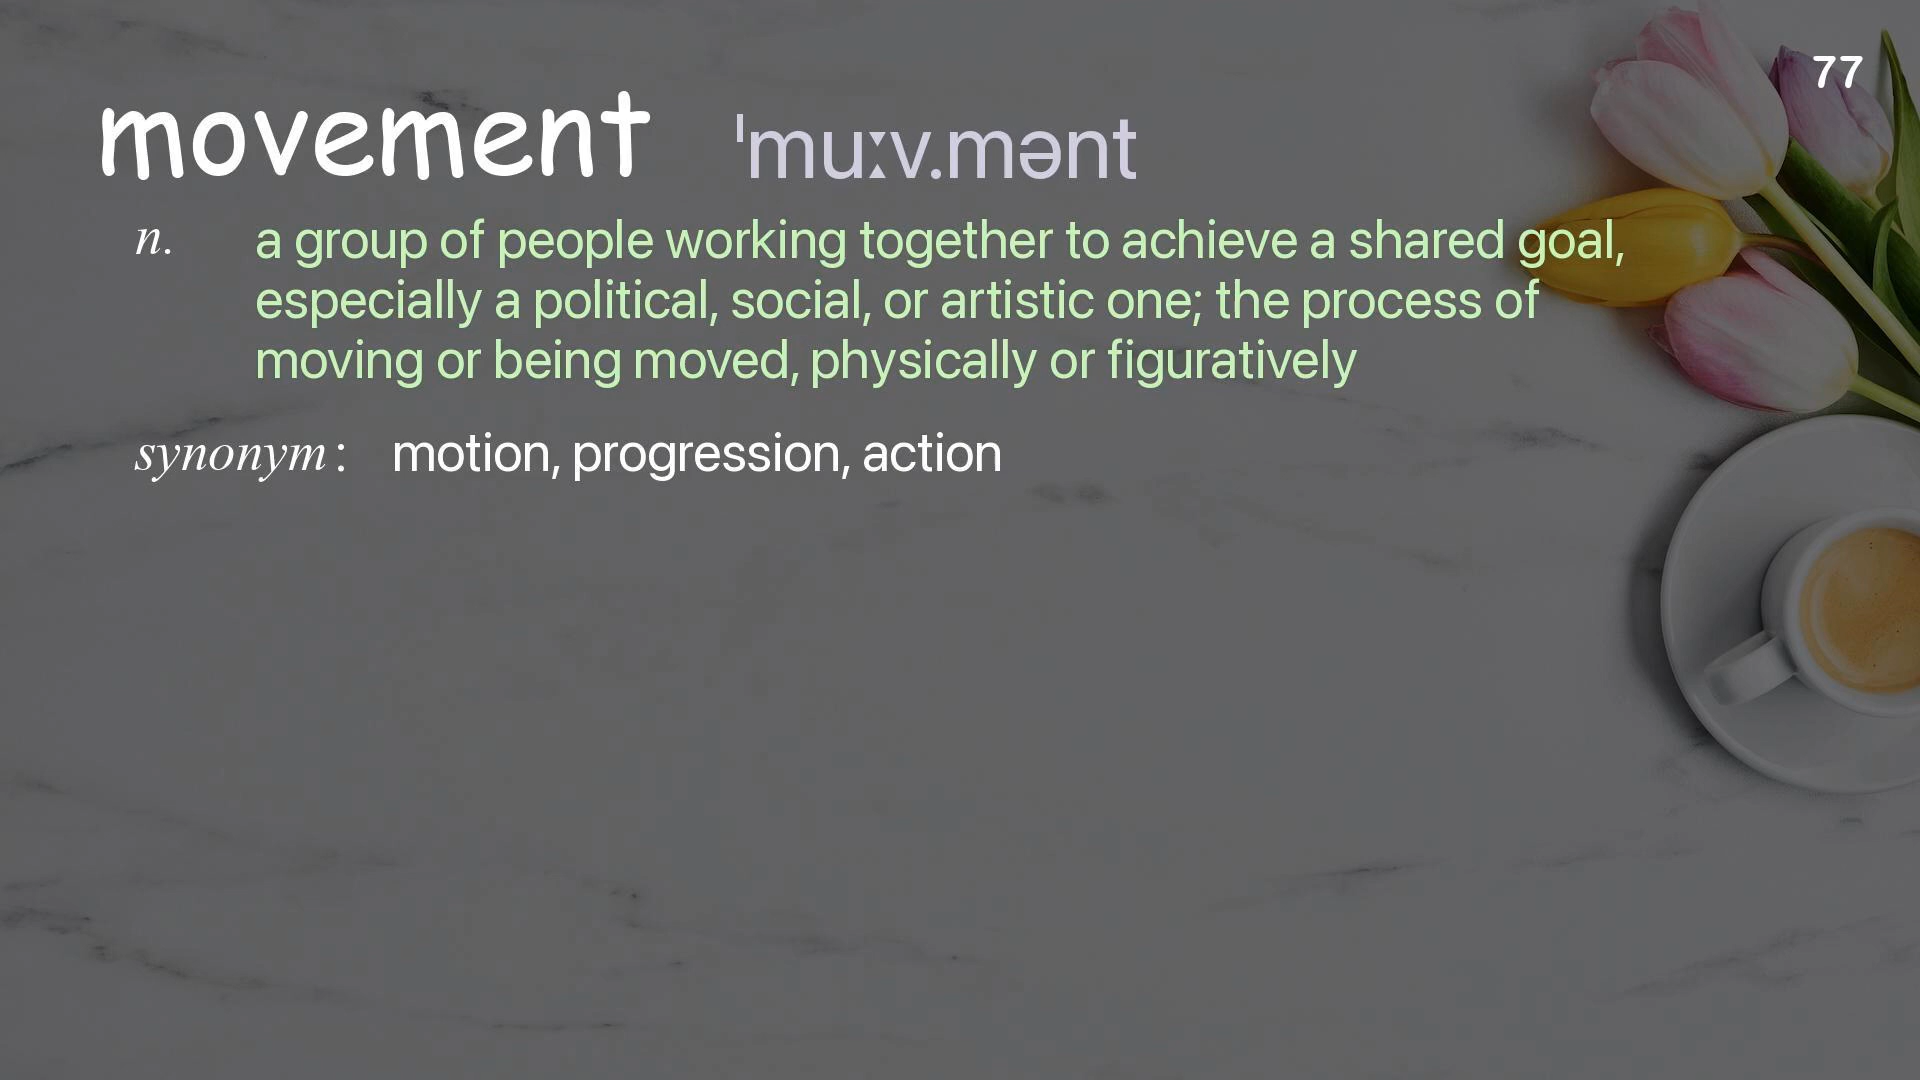 77
movement ˈmuːv.mənt
n. a group of people working together to achieve a shared goal,
especially a political, social, or artistic one; the process of
moving or being moved, physically or figuratively
synonym: motion, progression, action